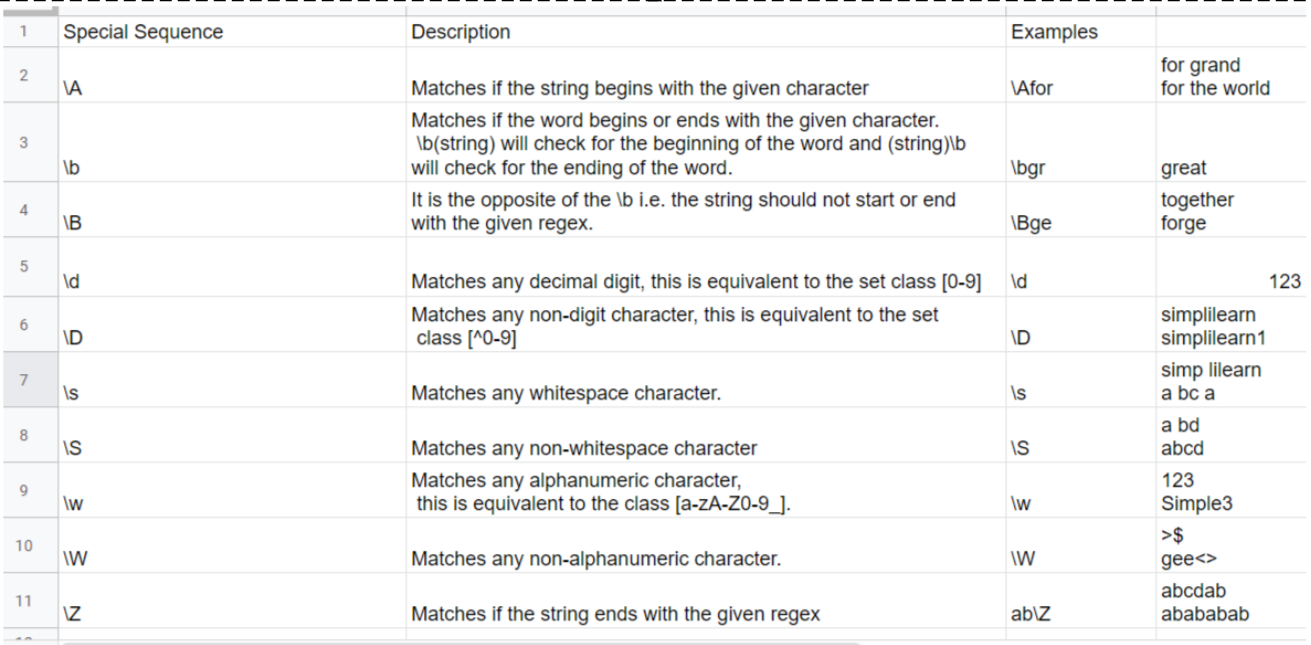 1 Special Sequence Description Examples
2 \A Matches if the string begins with the given character \Afor for grand
for the world
3 \b Matches if the word begins or ends with the given character.
\b(string) will check for the beginning of the word and (string)\b
will check for the ending of the word. \bgr great
4 \B It is the opposite of the \b i.e. the string should not start or end
with the given regex. \Bge together
forge
5 \d Matches any decimal digit, this is equivalent to the set class [0-9] \d 123
6 \D Matches any non-digit character, this is equivalent to the set
class [^0-9] \D simplilearn
simplilearn1
7 \s Matches any whitespace character. \s simp lilearn
a bc a
8 \S Matches any non-whitespace character \S a bd
abcd
9 \w Matches any alphanumeric character,
this is equivalent to the class [a-zA-Z0-9_]. \w 123
Simple3
10 \W Matches any non-alphanumeric character. \W >$
gee<>
11 \Z Matches if the string ends with the given regex ab\Z abcdab
abababab